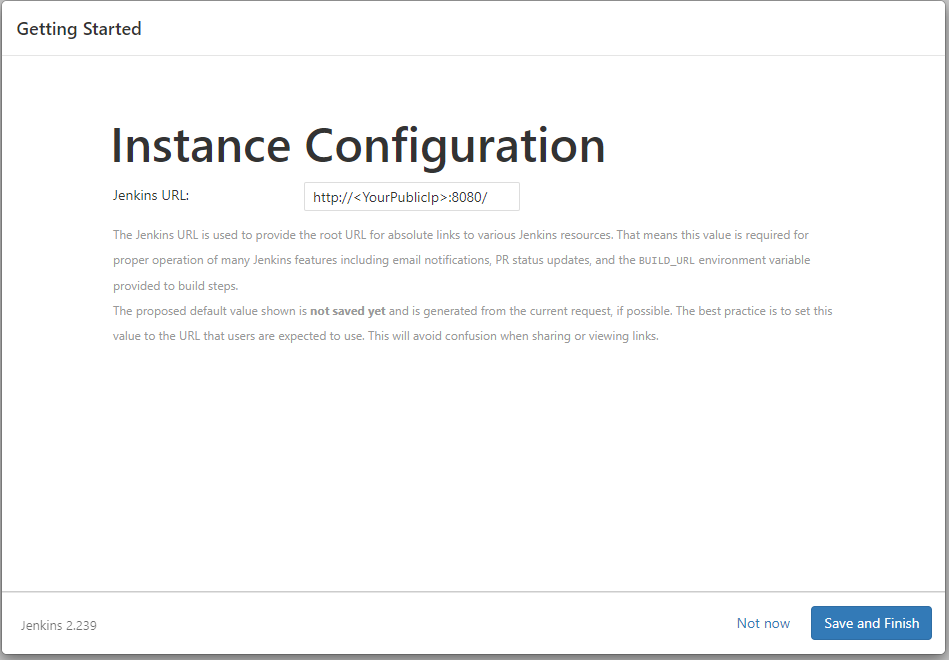 Getting Started
Instance Configuration
Jenkins URL:
http://<YourPublicIp>:8080/
The Jenkins URL is used to provide the root URL for absolute links to various Jenkins resources. That means this value is required for
proper operation of many Jenkins features including email notifications, PR status updates, and the BUILD_URL environment variable
provided to build steps.
The proposed default value shown is not saved yet and is generated from the current request, if possible. The best practice is to set this
value to the URL that users are expected to use. This will avoid confusion when sharing or viewing links.
Jenkins 2.239
Not now
Save and Finish